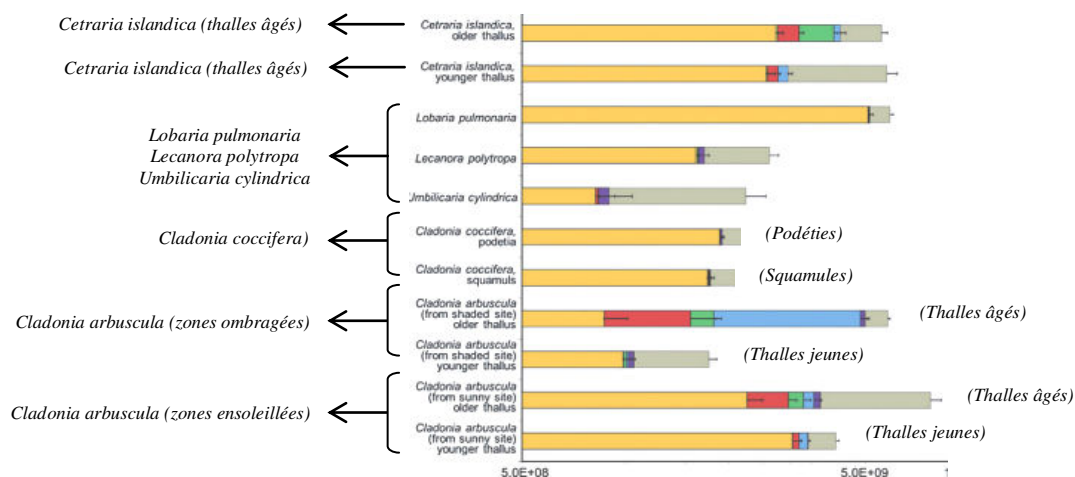 Cetraria islandica (thalles âgés)
Cetraria islandica,
older thallus
Cetraria islandica (thalles âgés)
Cetraria islandica,
younger thallus
Lobaria pulmonaria
Lecanora polytropa
Umbilicaria cylindrica
Lobaria pulmonaria
Lecanora polytropa
Umbilicaria cylindrica
Cladonia coccifera)
Cladonia coccifera,
podetia
(Podéties)
Cladonia coccifera,
squamuls
(Squamules)
Cladonia arbuscula (zones ombragées)
Cladonia arbuscula
(from shaded site)
older thallus
(Thalles âgés)
Cladonia arbuscula
(from shaded site)
younger thallus
(Thalles jeunes)
Cladonia arbuscula (zones ensoleillées)
Cladonia arbuscula
(from sunny site)
older thallus
(Thalles âgés)
Cladonia arbuscula
(from sunny site)
younger thallus
(Thalles jeunes)
5.0E+08
5.0E+09
1